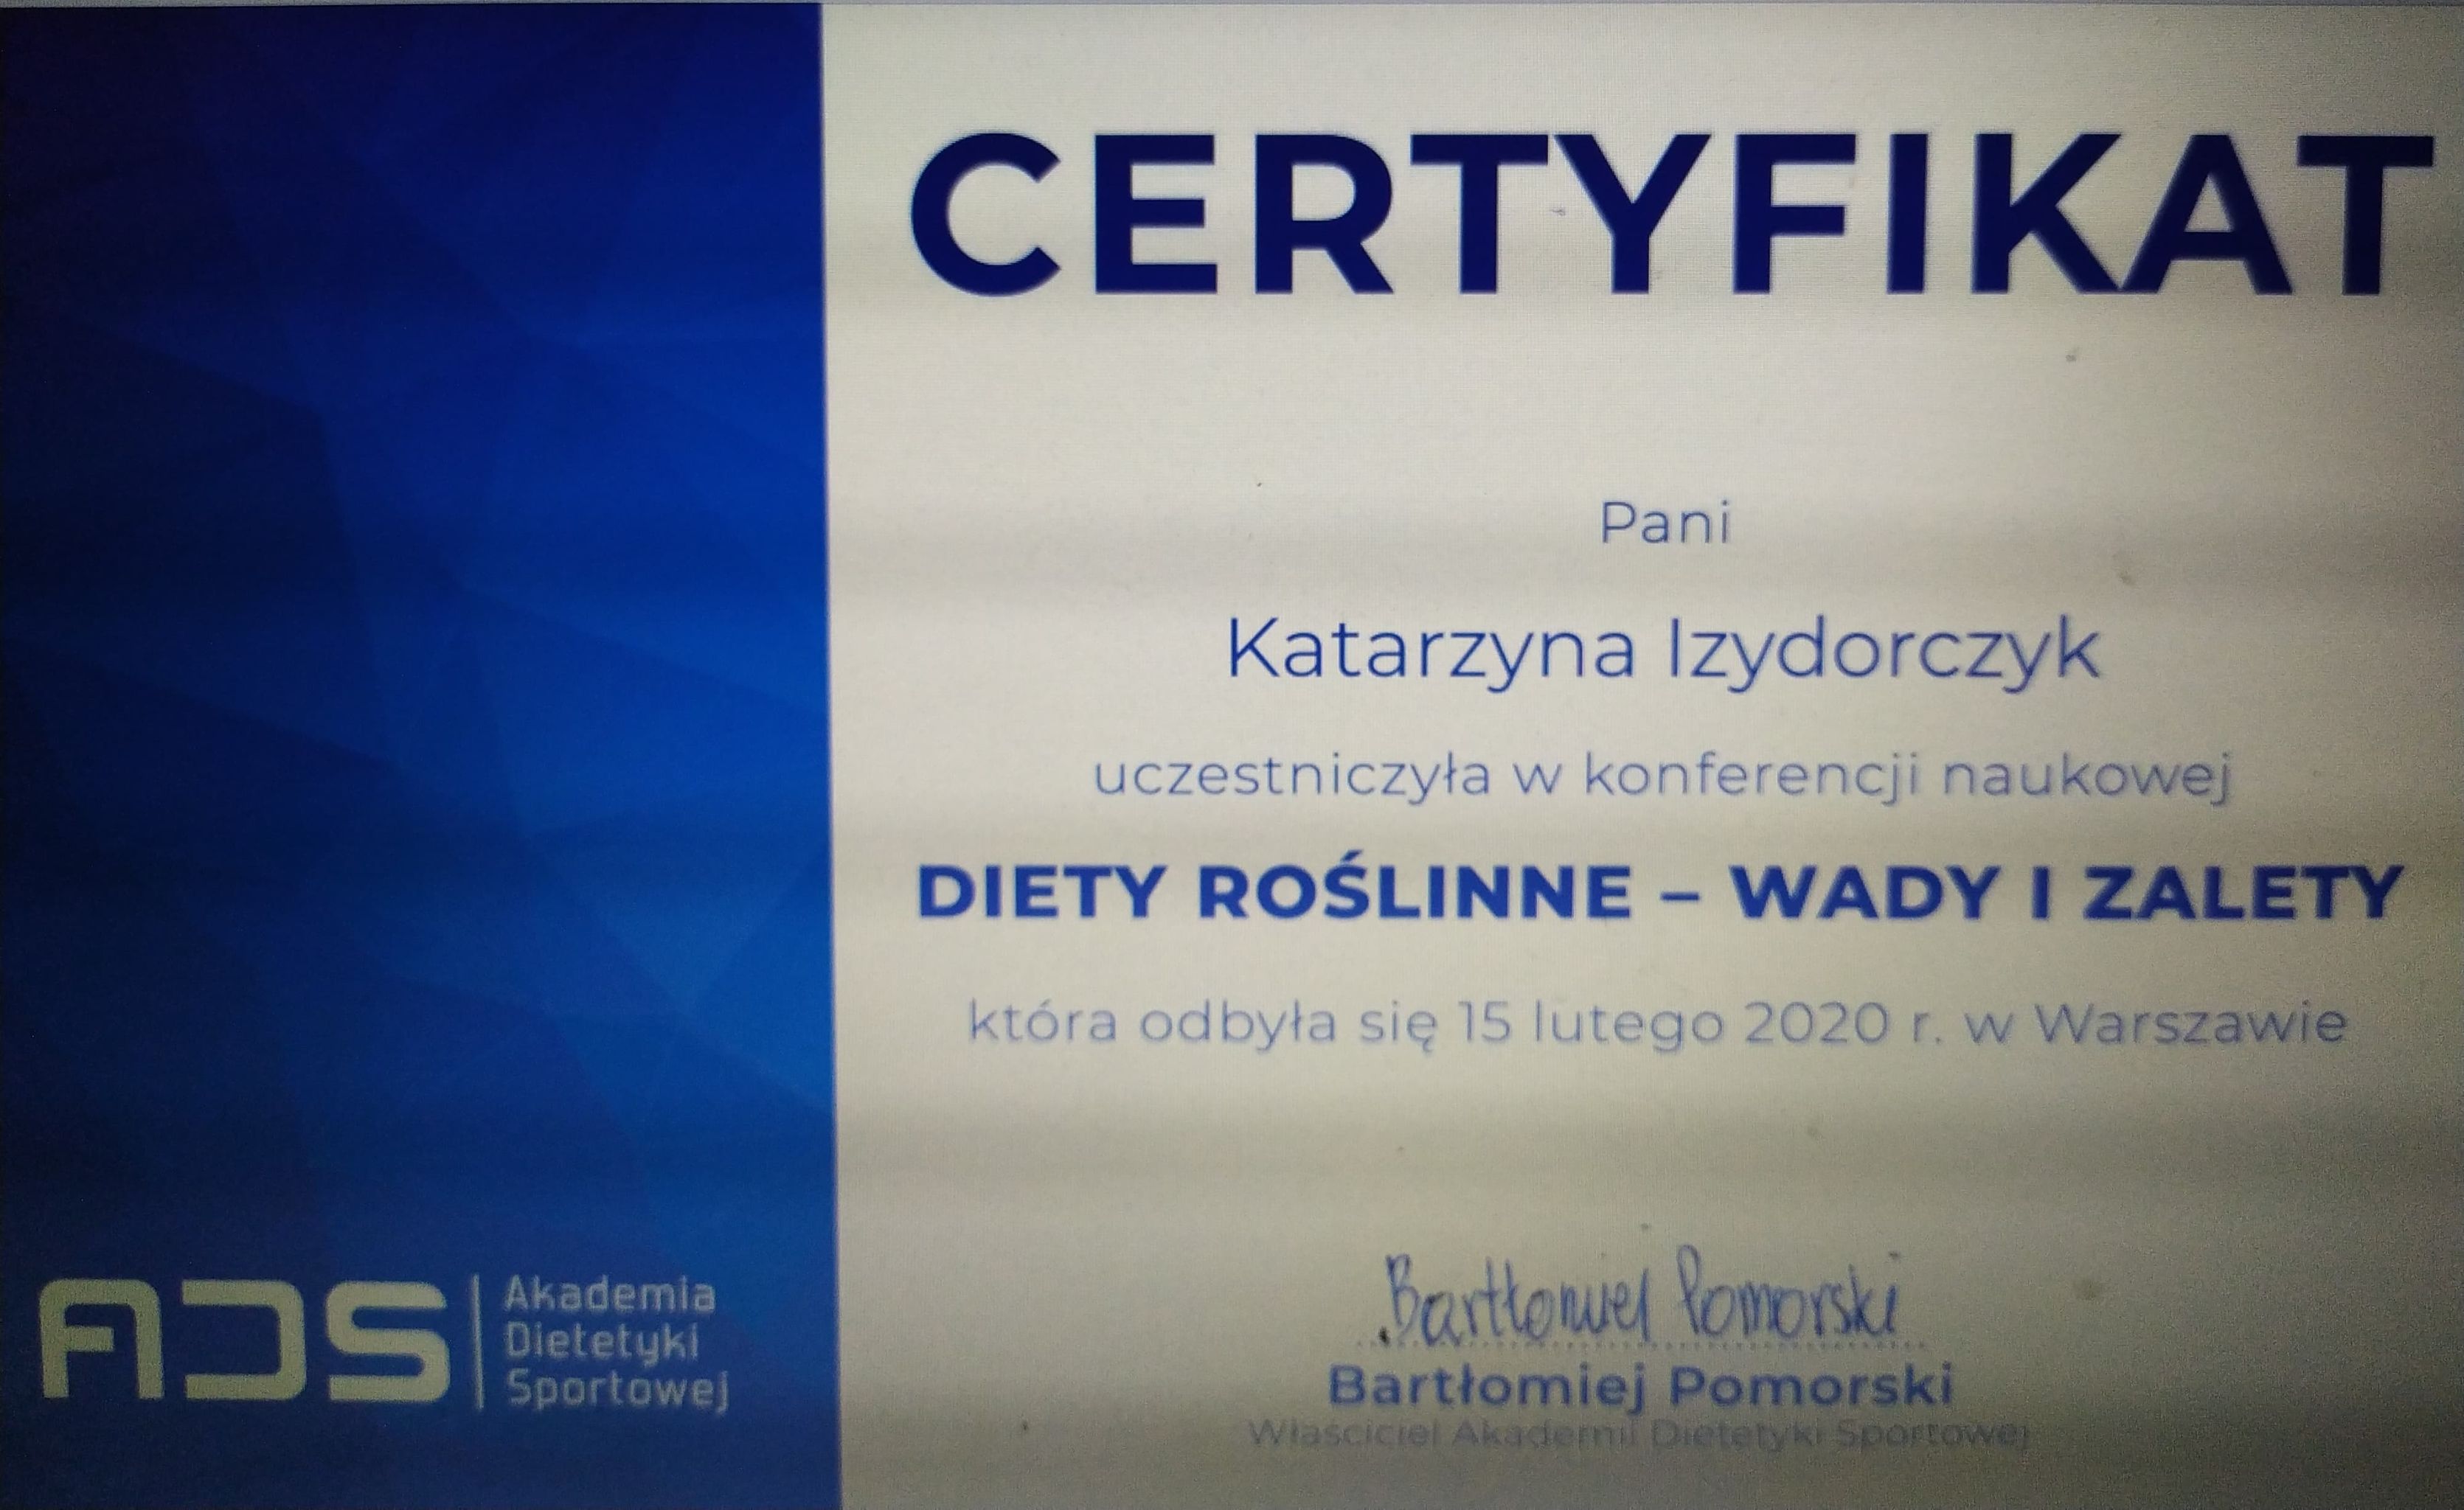 CERTYFIKAT
Pani
Katarzyna Izydorczyk
uczestniczyła w konferencji naukowej
DIETY ROŚLINNE – WADY I ZALETY
która odbyła się 15 lutego 2020 r. w Warszawie
Bartłomiej Pomorski
Bartłomiej Pomorski
Właściciel Akademii Dietetyki Sportowej
ADS
Akademia
Dietetyki
Sportowej